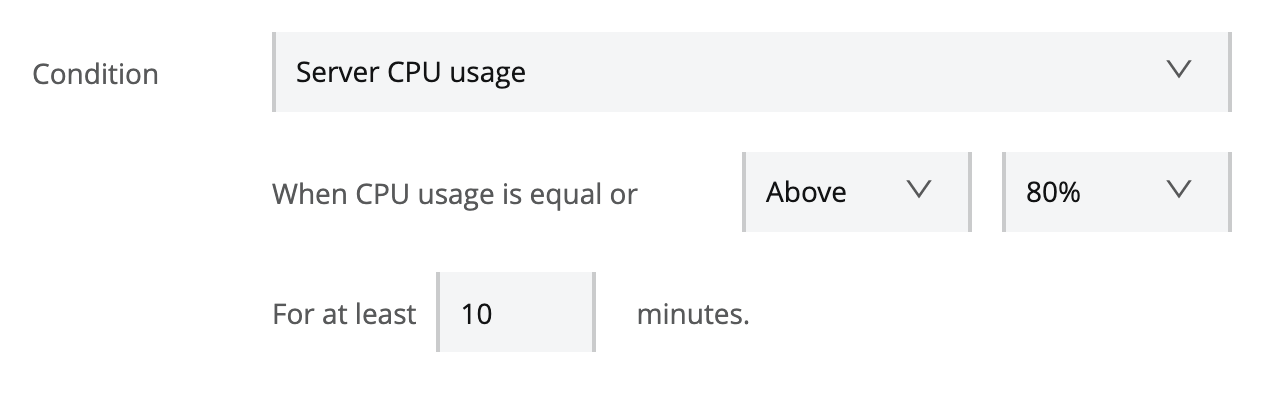 Condition Server CPU usage
When CPU usage is equal or Above 80%
For at least 10 minutes.